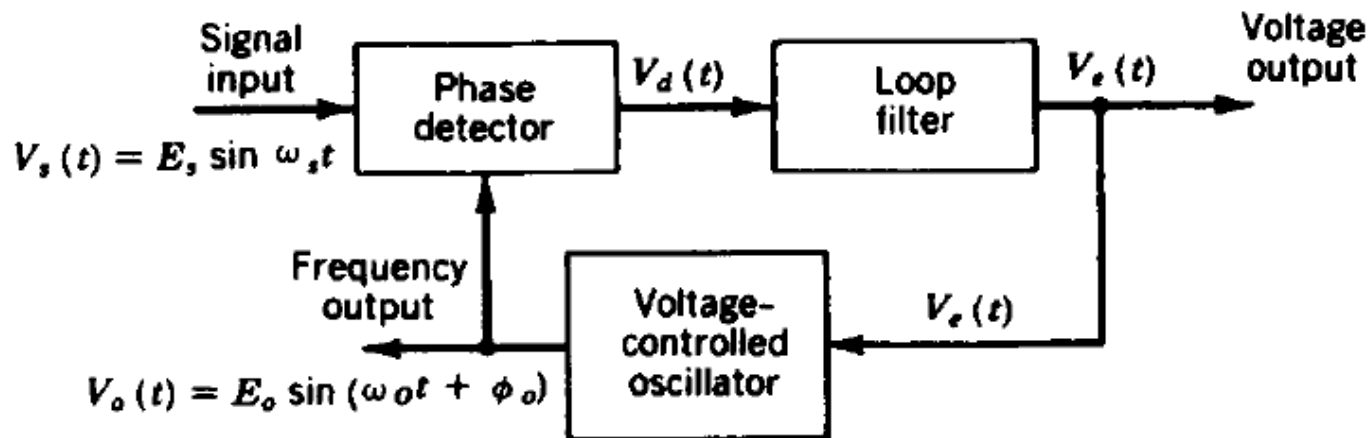 Signal
input
Phase
detector
V_d(t)
Loop
filter
V_e(t)
Voltage
output
V_s(t) = E_s sin ω_s t
Frequency
output
Voltage-
controlled
oscillator
V_e(t)
V_o(t) = E_o sin (ω_O t + φ_o)